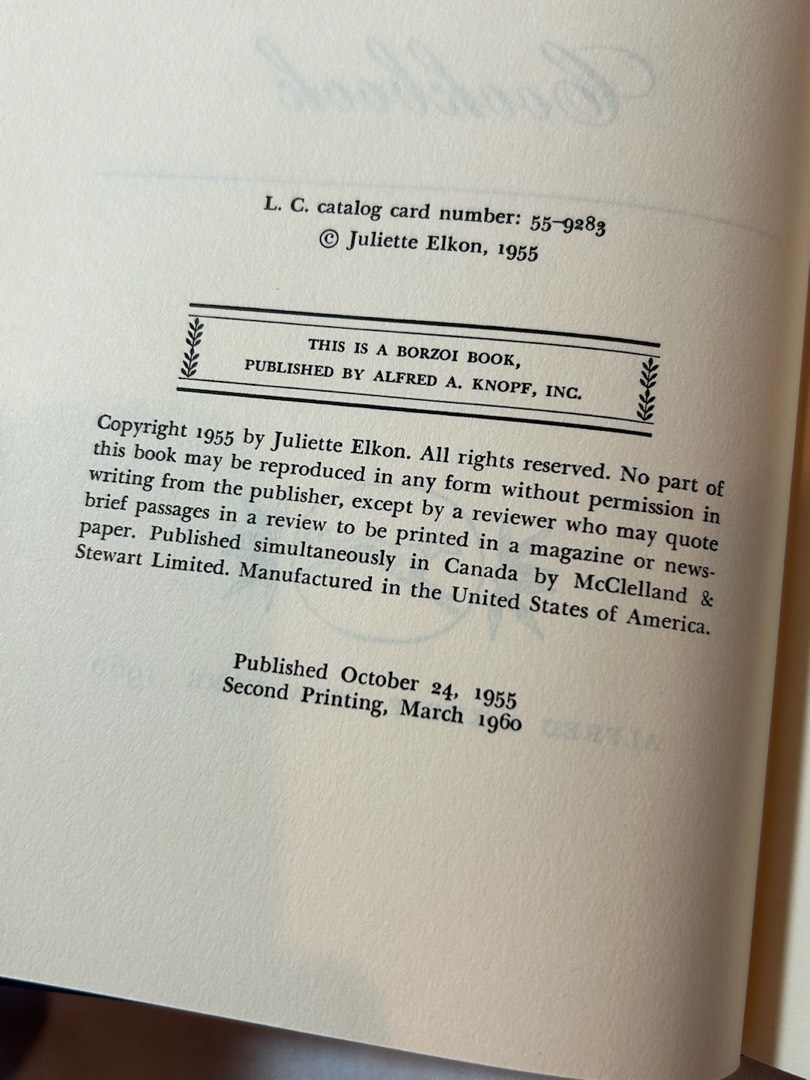 Cookbook
L. C. catalog card number: 55-9283
© Juliette Elkon, 1955
THIS IS A BORZOI BOOK,
PUBLISHED BY ALFRED A. KNOPF, INC.
Copyright 1955 by Juliette Elkon. All rights reserved. No part of
this book may be reproduced in any form without permission in
writing from the publisher, except by a reviewer who may quote
brief passages in a review to be printed in a magazine or news-
paper. Published simultaneously in Canada by McClelland &
Stewart Limited. Manufactured in the United States of America.
Published October 24, 1955
Second Printing, March 1960
ALFRED 1960